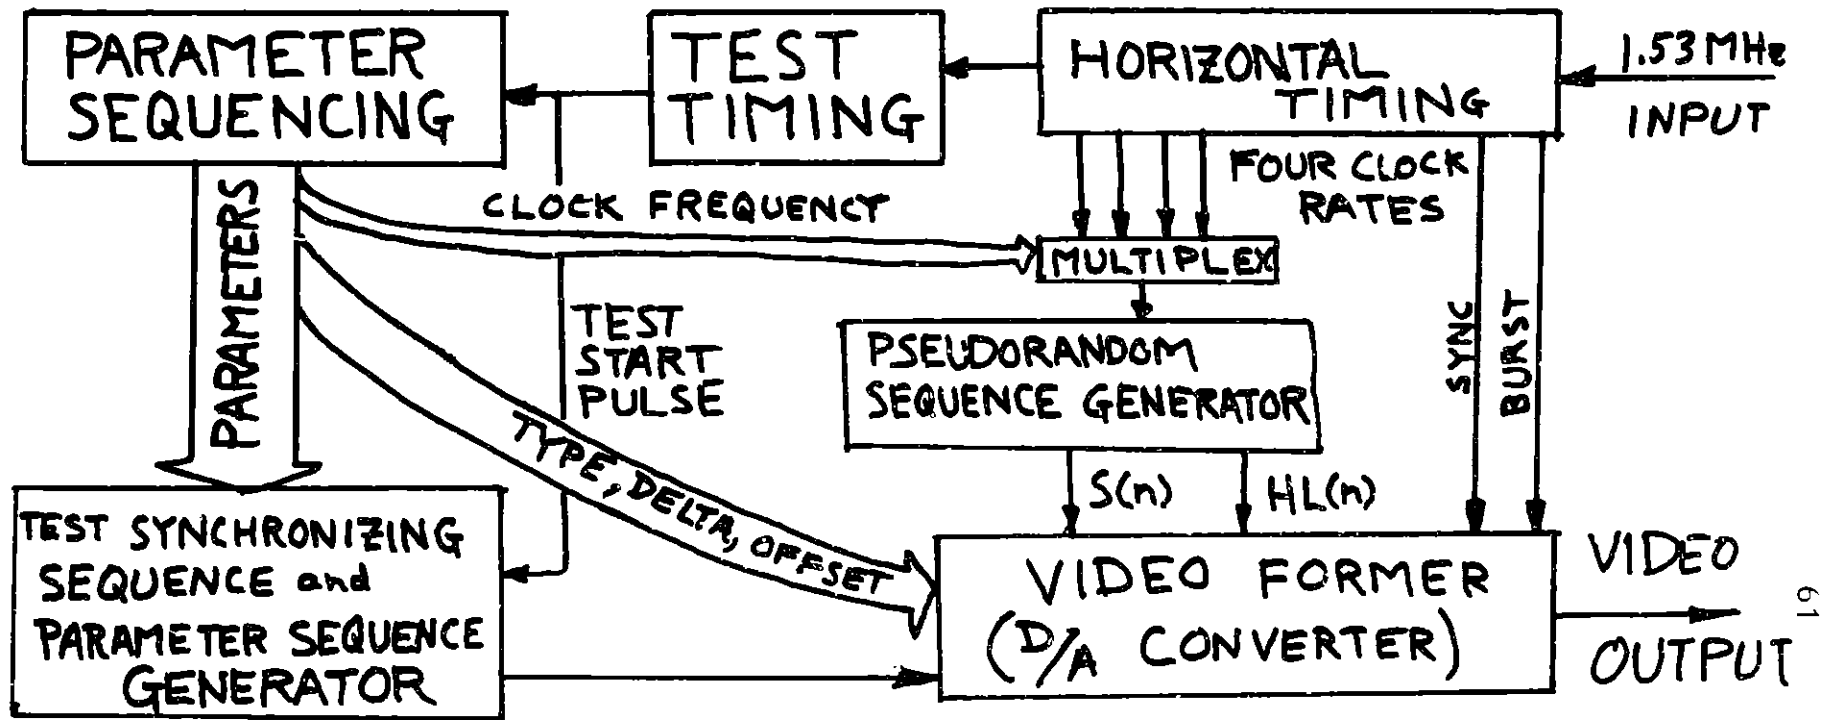 PARAMETER
SEQUENCING
TEST
TIMING
HORIZONTAL
TIMING
1.53 MHz
INPUT
FOUR CLOCK
RATES
CLOCK FREQUENCY
MULTIPLEX
PARAMETERS
TEST
START
PULSE
PSEUDORANDOM
SEQUENCE GENERATOR
SYNC
BURST
TYPE, DELTA, OFFSET
S(n)
HL(n)
TEST SYNCHRONIZING
SEQUENCE and
PARAMETER SEQUENCE
GENERATOR
VIDEO FORMER
(D/A CONVERTER)
VIDEO
OUTPUT
61